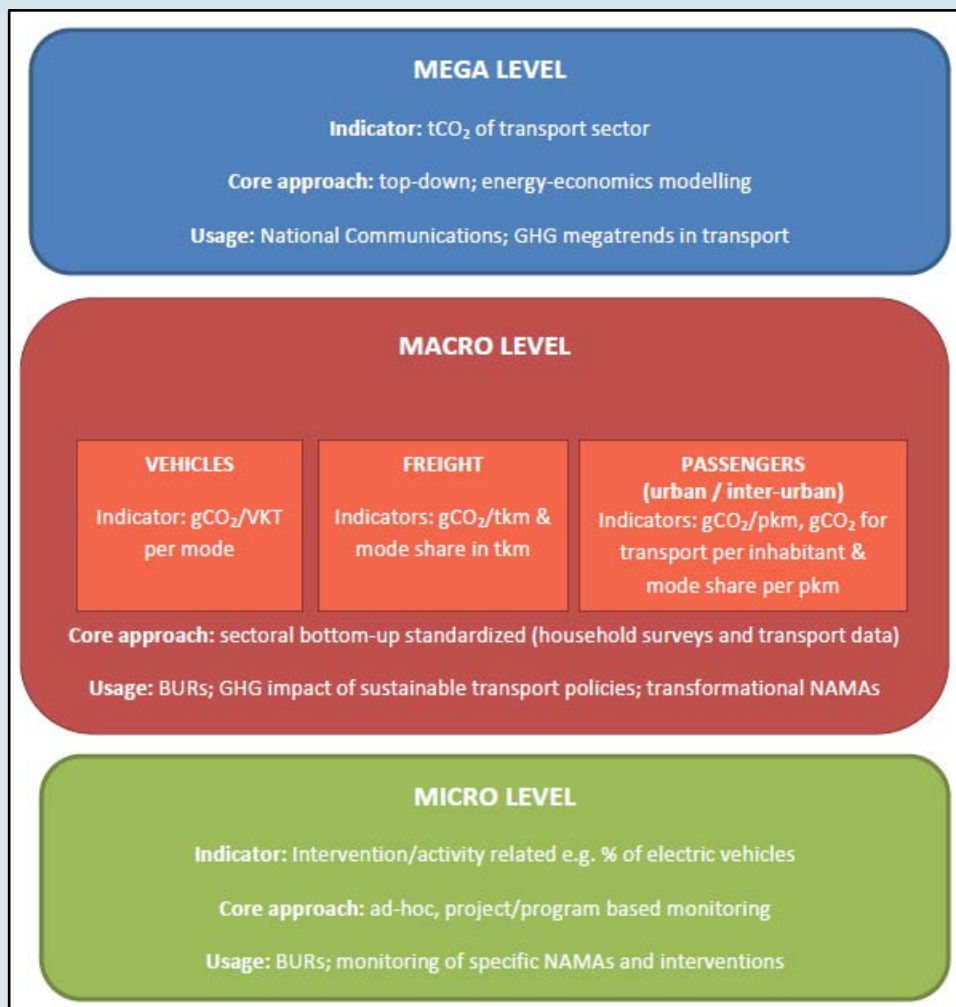 MEGA LEVEL
Indicator: tCO₂ of transport sector
Core approach: top-down; energy-economics modelling
Usage: National Communications; GHG megatrends in transport
MACRO LEVEL
VEHICLES
Indicator: gCO₂/VKT
per mode
FREIGHT
Indicators: gCO₂/tkm &
mode share in tkm
PASSENGERS
(urban / inter-urban)
Indicators: gCO₂/pkm, gCO₂ for
transport per inhabitant &
mode share per pkm
Core approach: sectoral bottom-up standardized (household surveys and transport data)
Usage: BURs; GHG impact of sustainable transport policies; transformational NAMAs
MICRO LEVEL
Indicator: Intervention/activity related e.g. % of electric vehicles
Core approach: ad-hoc, project/program based monitoring
Usage: BURs; monitoring of specific NAMAs and interventions